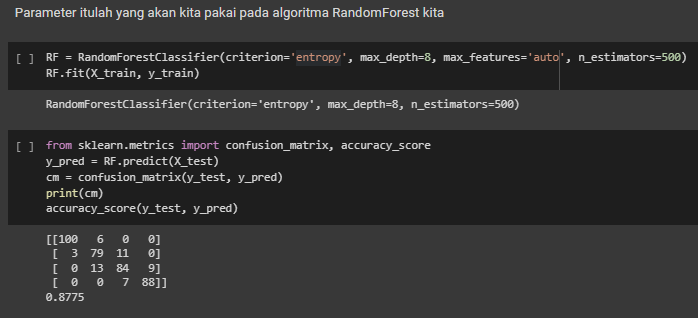 Parameter itulah yang akan kita pakai pada algoritma RandomForest kita
[ ] RF = RandomForestClassifier(criterion='entropy', max_depth=8, max_features='auto', n_estimators=500)
RF.fit(X_train, y_train)
RandomForestClassifier(criterion='entropy', max_depth=8, n_estimators=500)
[ ] from sklearn.metrics import confusion_matrix, accuracy_score
y_pred = RF.predict(X_test)
cm = confusion_matrix(y_test, y_pred)
print(cm)
accuracy_score(y_test, y_pred)
[[100   6   0   0]
 [  3  79  11   0]
 [  0  13  84   9]
 [  0   0   7  88]]
0.8775